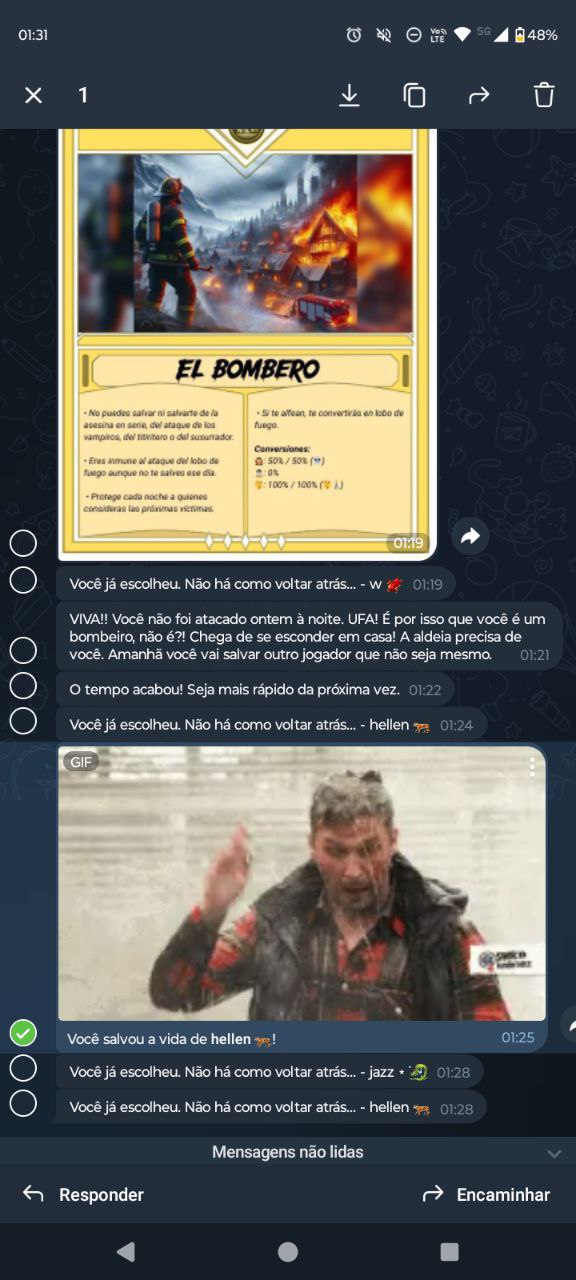 01:31
Vo))
LTE
5G
48%
1
EL BOMBERO
• No puedes salvar ni salvarte de la
asesina en serie, del ataque de los
vampiros, del titiritero o del susurrador.
• Eres inmune al ataque del lobo de
fuego aunque no te salves ese día.
• Protege cada noche a quienes
consideras las próximas víctimas.
• Si te alfean, te convertirás en lobo de
fuego.
Conversiones:
: 50% / 50% ( )
: 0%
: 100% / 100% ( )
01:19
Você já escolheu. Não há como voltar atrás... - w 01:19
VIVA!! Você não foi atacado ontem à noite. UFA! É por isso que você é um
bombeiro, não é?! Chega de se esconder em casa! A aldeia precisa de
você. Amanhã você vai salvar outro jogador que não seja mesmo. 01:21
O tempo acabou! Seja mais rápido da próxima vez. 01:22
Você já escolheu. Não há como voltar atrás... - hellen 🐅 01:24
GIF
Você salvou a vida de hellen 🐅! 01:25
Você já escolheu. Não há como voltar atrás... - jazz ⋆ 01:28
Você já escolheu. Não há como voltar atrás... - hellen 🐅 01:28
Mensagens não lidas
Responder
Encaminhar